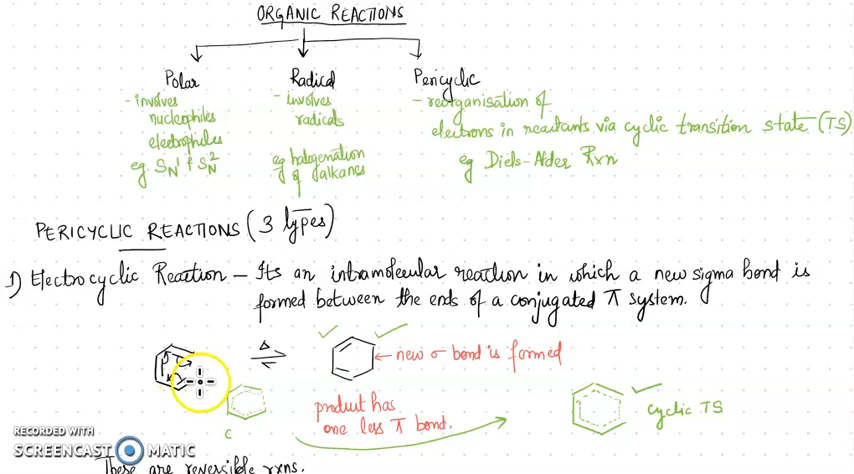 ORGANIC REACTIONS
Polar
Radical
Pericyclic
- involves
nucleophiles
electrophiles
eg. SN1 & SN2
- involves
radicals
eg halogenation
of alkanes
- reorganisation of
electrons in reactants via cyclic transition state (TS)
eg Diels-Alder Rxn
PERICYCLIC REACTIONS (3 types)
1) Electrocyclic Reaction - Its an intramolecular reaction in which a new sigma bond is
formed between the ends of a conjugated π system.
Δ
← new σ bond is formed
product has
one less π bond.
cyclic TS
C
RECORDED WITH
SCREENCAST MATIC
These are reversible rxns.